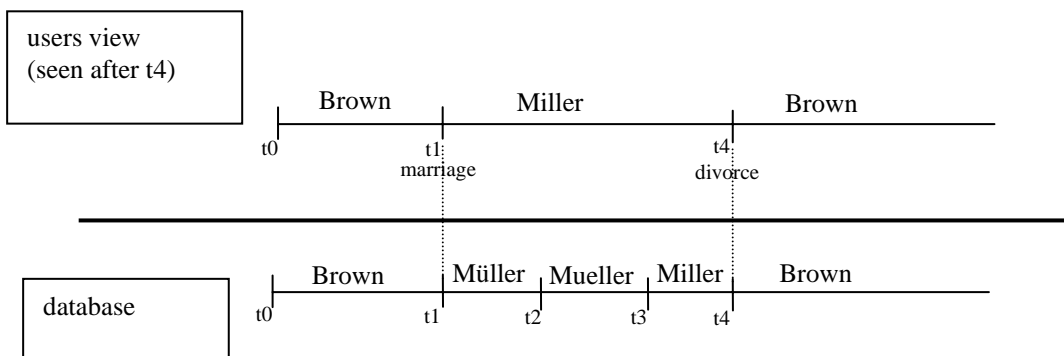 users view
(seen after t4)
Brown Miller Brown
t0 t1 t4
marriage divorce
Brown Müller Mueller Miller Brown
database
t0 t1 t2 t3 t4